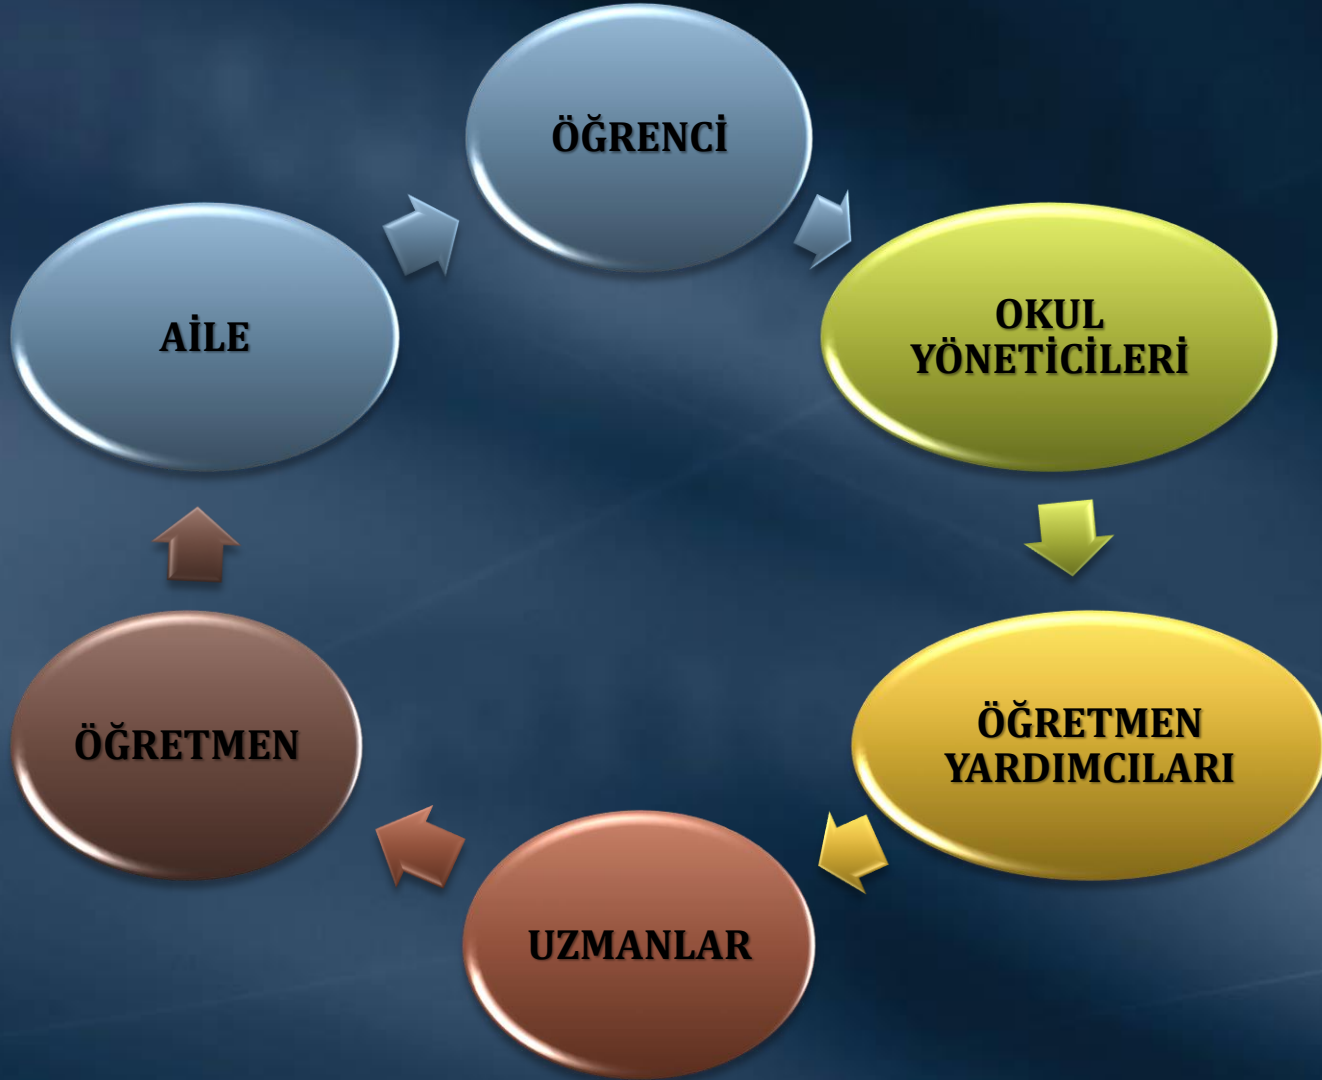 ÖĞRENCİ
OKUL
YÖNETİCİLERİ
ÖĞRETMEN
YARDIMCILARI
UZMANLAR
ÖĞRETMEN
AİLE